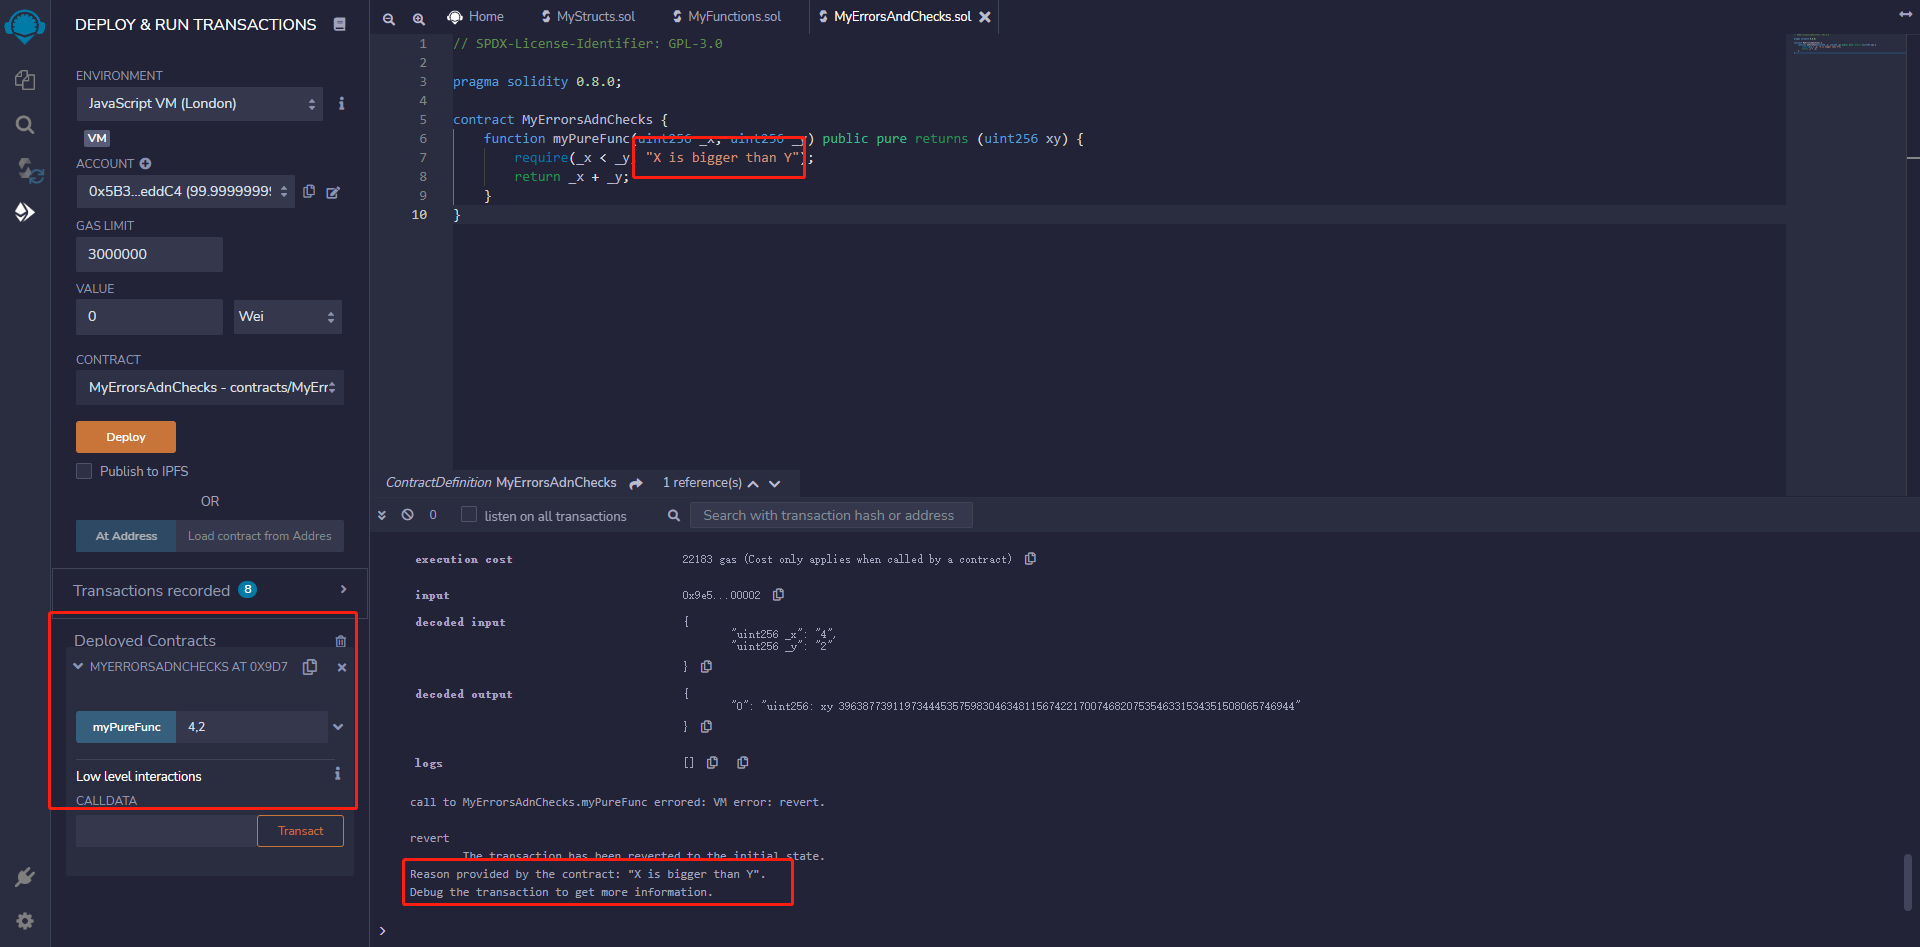 DEPLOY & RUN TRANSACTIONS
ENVIRONMENT
JavaScript VM (London)
VM
ACCOUNT
0x5B3...eddC4 (99.99999999
GAS LIMIT
3000000
VALUE
0
Wei
CONTRACT
MyErrorsAdnChecks - contracts/MyErr
Deploy
Publish to IPFS
OR
At Address
Load contract from Addres
Transactions recorded 8
Deployed Contracts
MYERRORSADNCHECKS AT 0X9D7
myPureFunc
4,2
Low level interactions
CALLDATA
Transact
Home
MyStructs.sol
MyFunctions.sol
MyErrorsAndChecks.sol
1 // SPDX-License-Identifier: GPL-3.0
2
3 pragma solidity 0.8.0;
4
5 contract MyErrorsAdnChecks {
6 function myPureFunc(uint256 _x, uint256 _y) public pure returns (uint256 xy) {
7 require(_x < _y, "X is bigger than Y");
8 return _x + _y;
9 }
10 }
ContractDefinition MyErrorsAdnChecks 1 reference(s)
0
listen on all transactions
Search with transaction hash or address
execution cost 22183 gas (Cost only applies when called by a contract)
input 0x9e5...00002
decoded input {
"uint256 _x": "4",
"uint256 _y": "2"
}
decoded output {
"0": "uint256: xy 3963877391197344453575983046348115674221700746820753546331534351508065746944"
}
logs []
call to MyErrorsAdnChecks.myPureFunc errored: VM error: revert.
revert
The transaction has been reverted to the initial state.
Reason provided by the contract: "X is bigger than Y".
Debug the transaction to get more information.
>